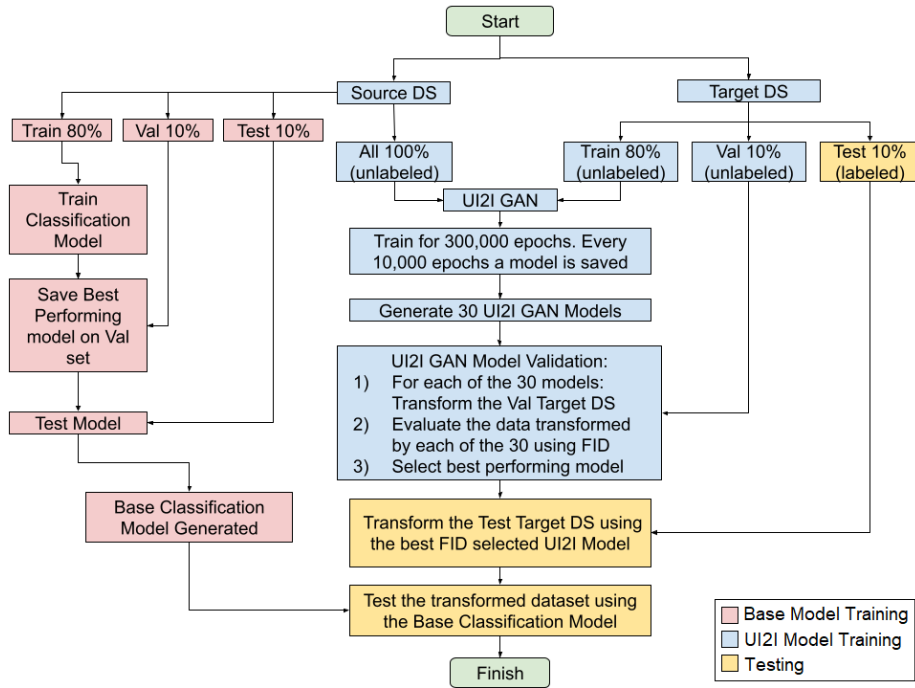 Start
Source DS
Target DS
Train 80%
Val 10%
Test 10%
All 100%
(unlabeled)
Train 80%
(unlabeled)
Val 10%
(unlabeled)
Test 10%
(labeled)
Train
Classification
Model
UI2I GAN
Train for 300,000 epochs. Every
10,000 epochs a model is saved
Save Best
Performing
model on Val
set
Generate 30 UI2I GAN Models
UI2I GAN Model Validation:
1) For each of the 30 models:
Transform the Val Target DS
2) Evaluate the data transformed
by each of the 30 using FID
3) Select best performing model
Test Model
Base Classification
Model Generated
Transform the Test Target DS using
the best FID selected UI2I Model
Test the transformed dataset using
the Base Classification Model
Finish
Base Model Training
UI2I Model Training
Testing